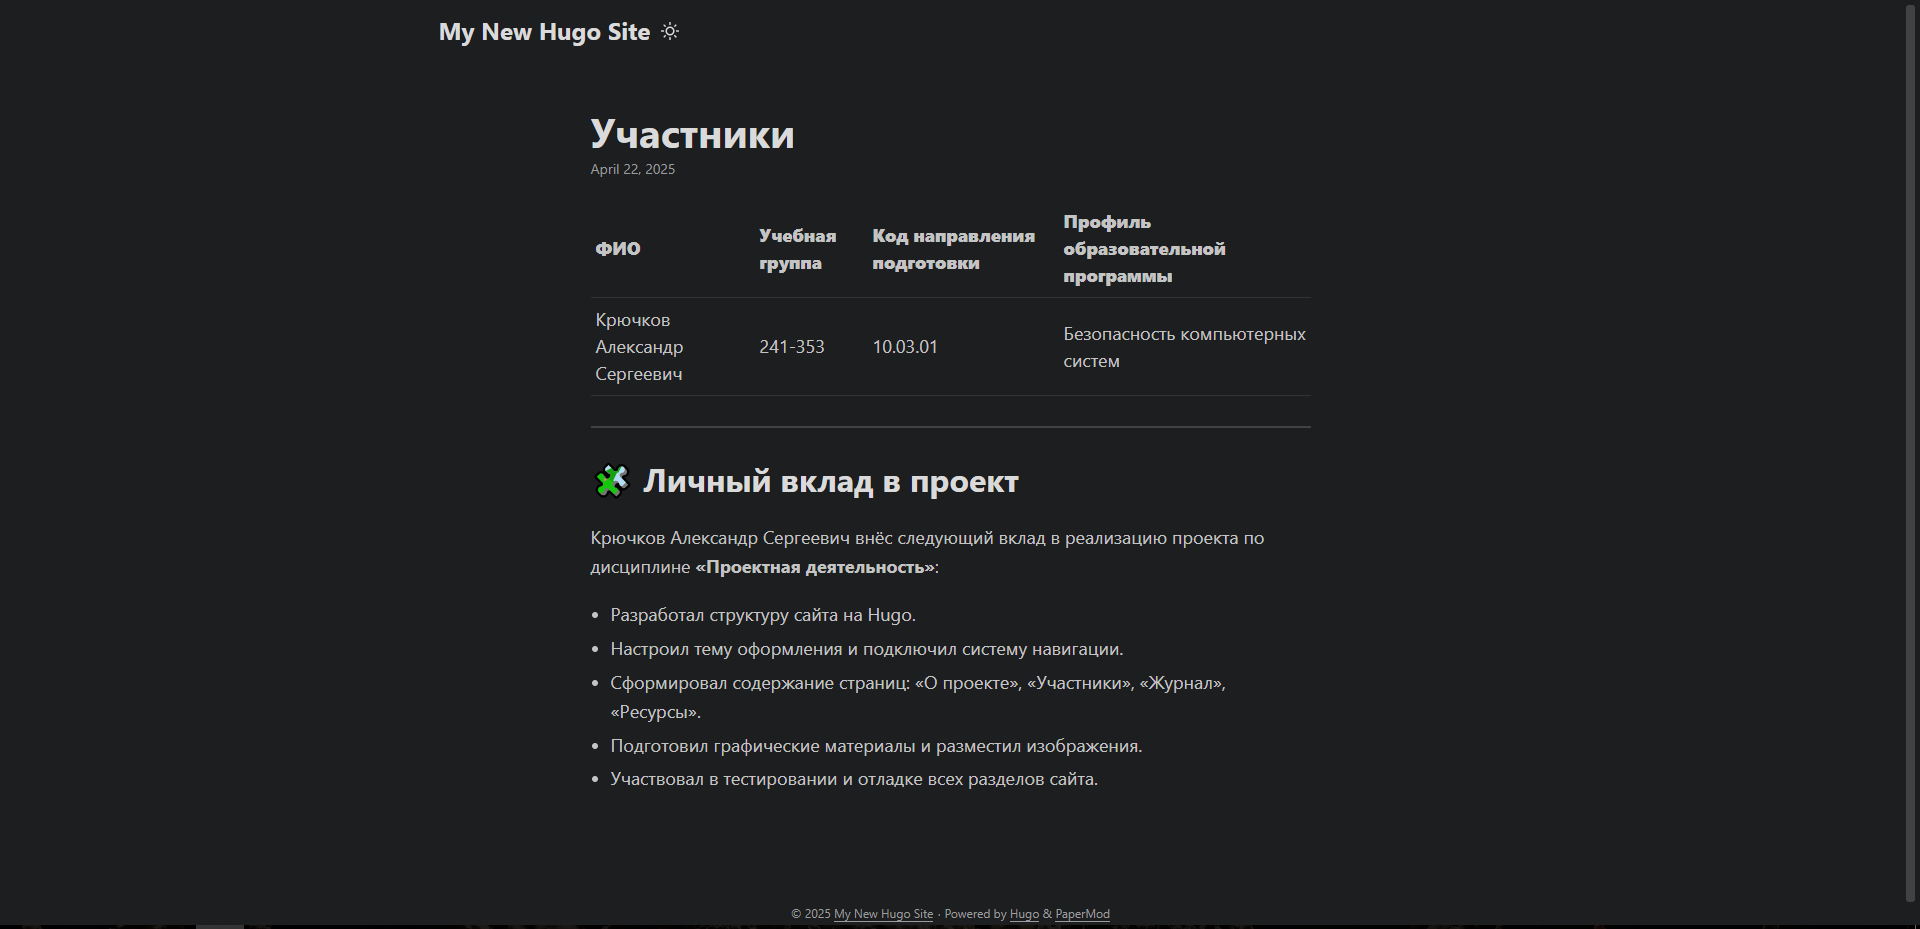 My New Hugo Site
Участники
April 22, 2025
ФИО
Учебная
группа
Код направления
подготовки
Профиль
образовательной
программы
Крючков
Александр
Сергеевич
241-353
10.03.01
Безопасность компьютерных
систем
Личный вклад в проект
Крючков Александр Сергеевич внёс следующий вклад в реализацию проекта по
дисциплине «Проектная деятельность»:
• Разработал структуру сайта на Hugo.
• Настроил тему оформления и подключил систему навигации.
• Сформировал содержание страниц: «О проекте», «Участники», «Журнал»,
«Ресурсы».
• Подготовил графические материалы и разместил изображения.
• Участвовал в тестировании и отладке всех разделов сайта.
© 2025 My New Hugo Site · Powered by Hugo & PaperMod